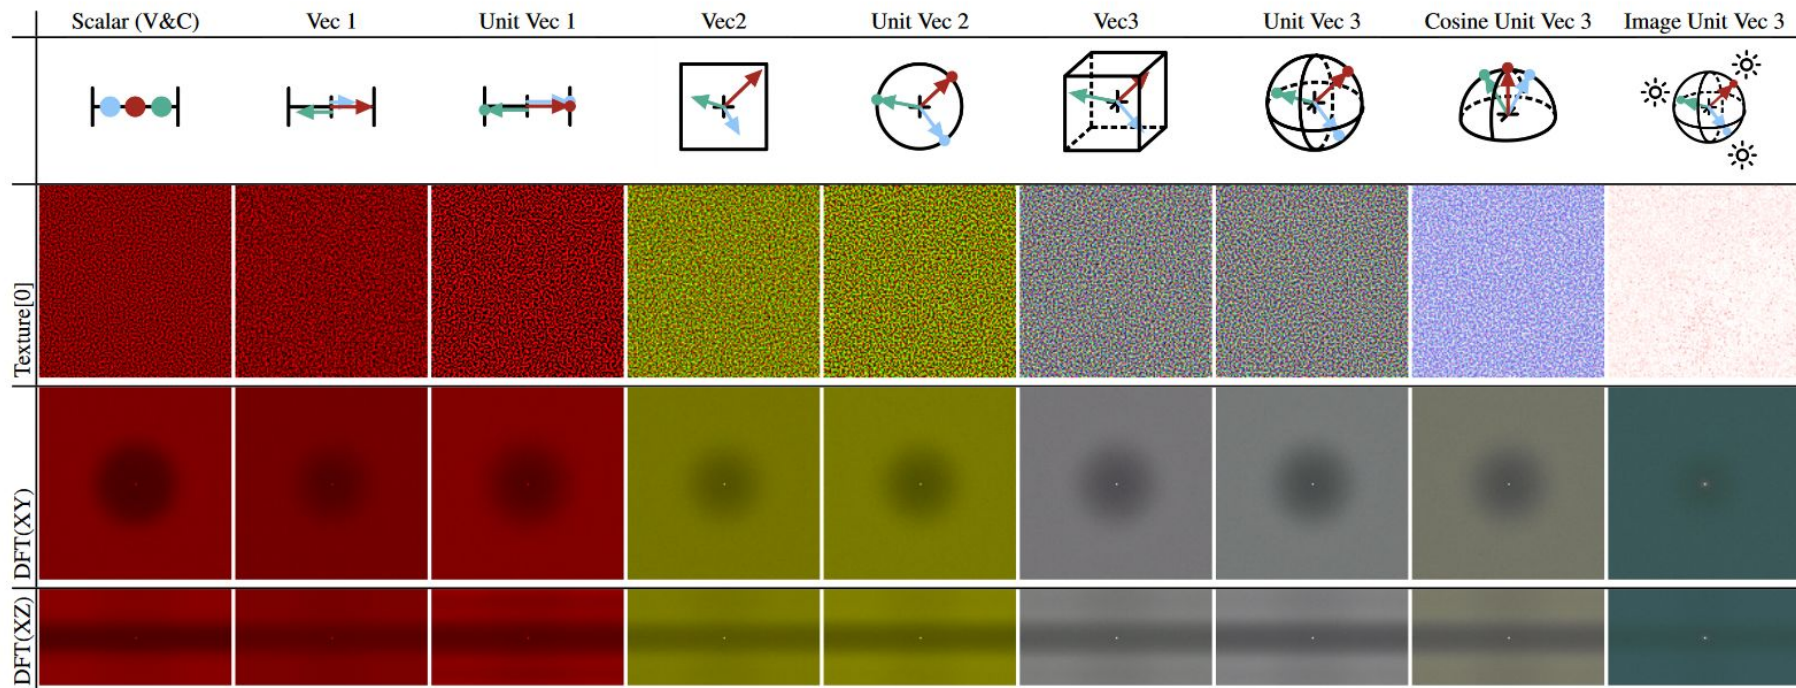 Scalar (V&C) Vec 1 Unit Vec 1 Vec2 Unit Vec 2 Vec3 Unit Vec 3 Cosine Unit Vec 3 Image Unit Vec 3
Texture[0]
DFT(XY)
DFT(XZ)